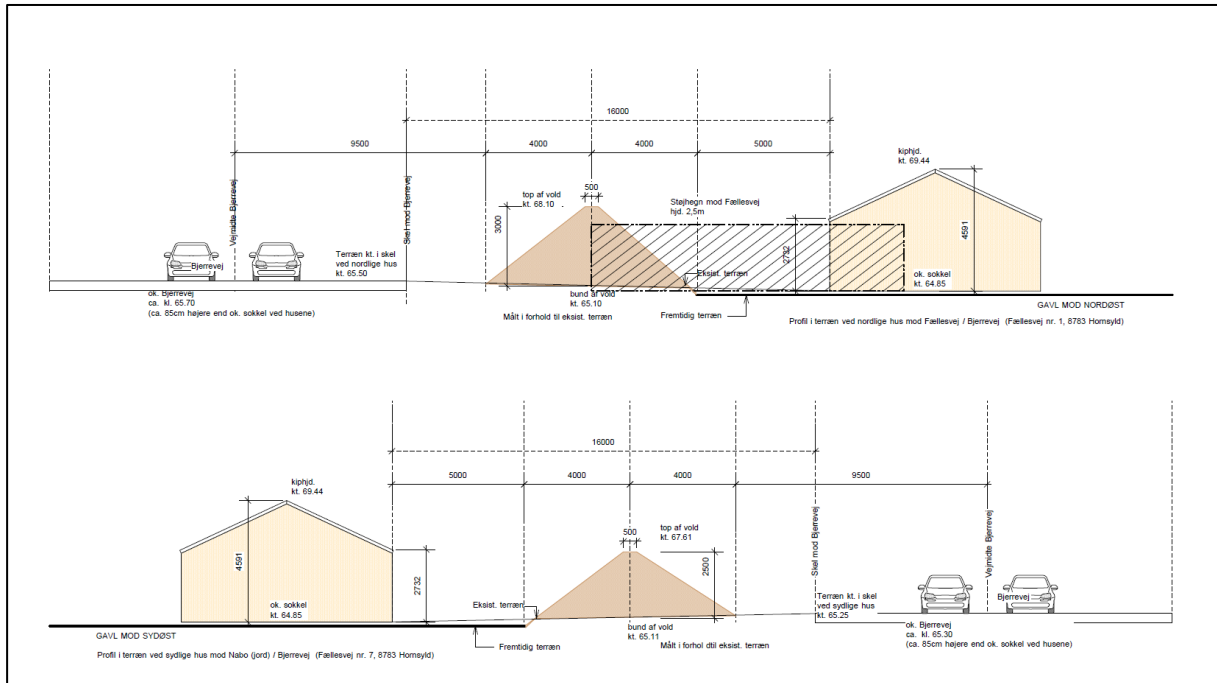 16000
9500
4000
4000
5000
kiphjd.
kt. 69.44
500
top af vold
kt. 68.10
Støjhegn mod Fællesvej
hjd. 2,5m
Vejmidte Bjerrevej
Skel mod Bjerrevej
3000
2732
4591
Bjerrevej
Terræn kt. i skel
ved nordlige hus
kt. 65.50
Eksist. terræn
ok. sokkel
kt. 64.85
ok. Bjerrevej
ca. kl. 65.70
(ca. 85cm højere end ok. sokkel ved husene)
bund af vold
kt. 65.10
Målt i forhold til eksist. terræn
Fremtidig terræn
GAVL MOD NORDØST
Profil i terræn ved nordlige hus mod Fællesvej / Bjerrevej (Fællesvej nr. 1, 8783 Hornsyld)
16000
5000
4000
4000
9500
kiphjd.
kt. 69.44
500
top af vold
kt. 67.61
4591
2732
2500
Skel mod Bjerrevej
Vejmidte Bjerrevej
ok. sokkel
kt. 64.85
Eksist. terræn
Terræn kt. i skel
ved sydlige hus
kt. 65.25
Bjerrevej
bund af vold
kt. 65.11
ok. Bjerrevej
ca. kl. 65.30
(ca. 85cm højere end ok. sokkel ved husene)
GAVL MOD SYDØST
Fremtidig terræn
Målt i forhol dtil eksist. terræn
Profil i terræn ved sydlige hus mod Nabo (jord) / Bjerrevej (Fællesvej nr. 7, 8783 Hornsyld)